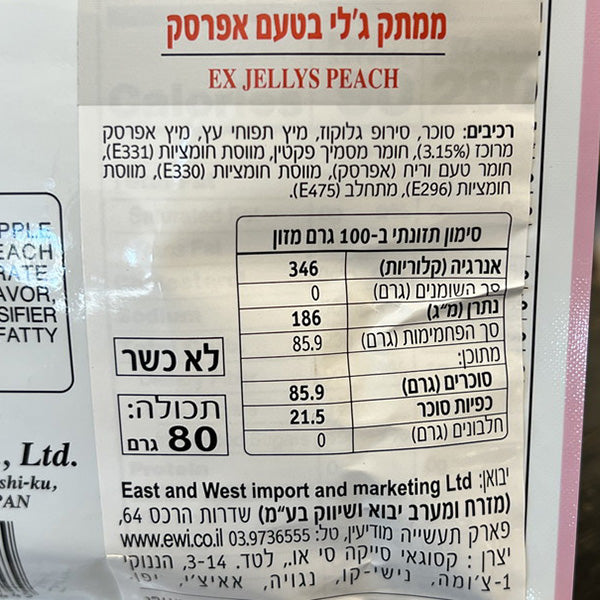 ממתק ג'לי בטעם אפרסק
EX JELLYS PEACH
רכיבים: סוכר, סירופ גלוקוז, מיץ תפוחי עץ, מיץ אפרסק
מרוכז (3.15%), חומר מסמיך פקטין, מווסת חומציות (E331),
חומר טעם וריח (אפרסק), מווסת חומציות (E330), מווסת
חומציות (E296), מתחלב (E475).
סימון תזונתי ב-100 גרם מזון
אנרגיה (קלוריות) 346
סך השומנים (גרם) 0
נתרן (מ"ג) 186
סך הפחמימות (גרם) 85.9
מתוכן:
סוכרים (גרם) 85.9
כפיות סוכר 21.5
חלבונים (גרם) 0
לא כשר
תכולה:
80 גרם
יבואן: East and West import and marketing Ltd
(מזרח ומערב יבוא ושיווק בע"מ) שדרות הרכס 64,
פארק תעשייה מודיעין, טל: 03.9736555 www.ewi.co.il
יצרן: קסוגאי סייקה סי או., לטד. 3-14, הננוקי
1-צ'ומה, נישי-קו, נגויה, אאיצ'י,
EACH
RATE
AVOR,
SIFIER
FATTY
, Ltd.
shi-ku,
PAN